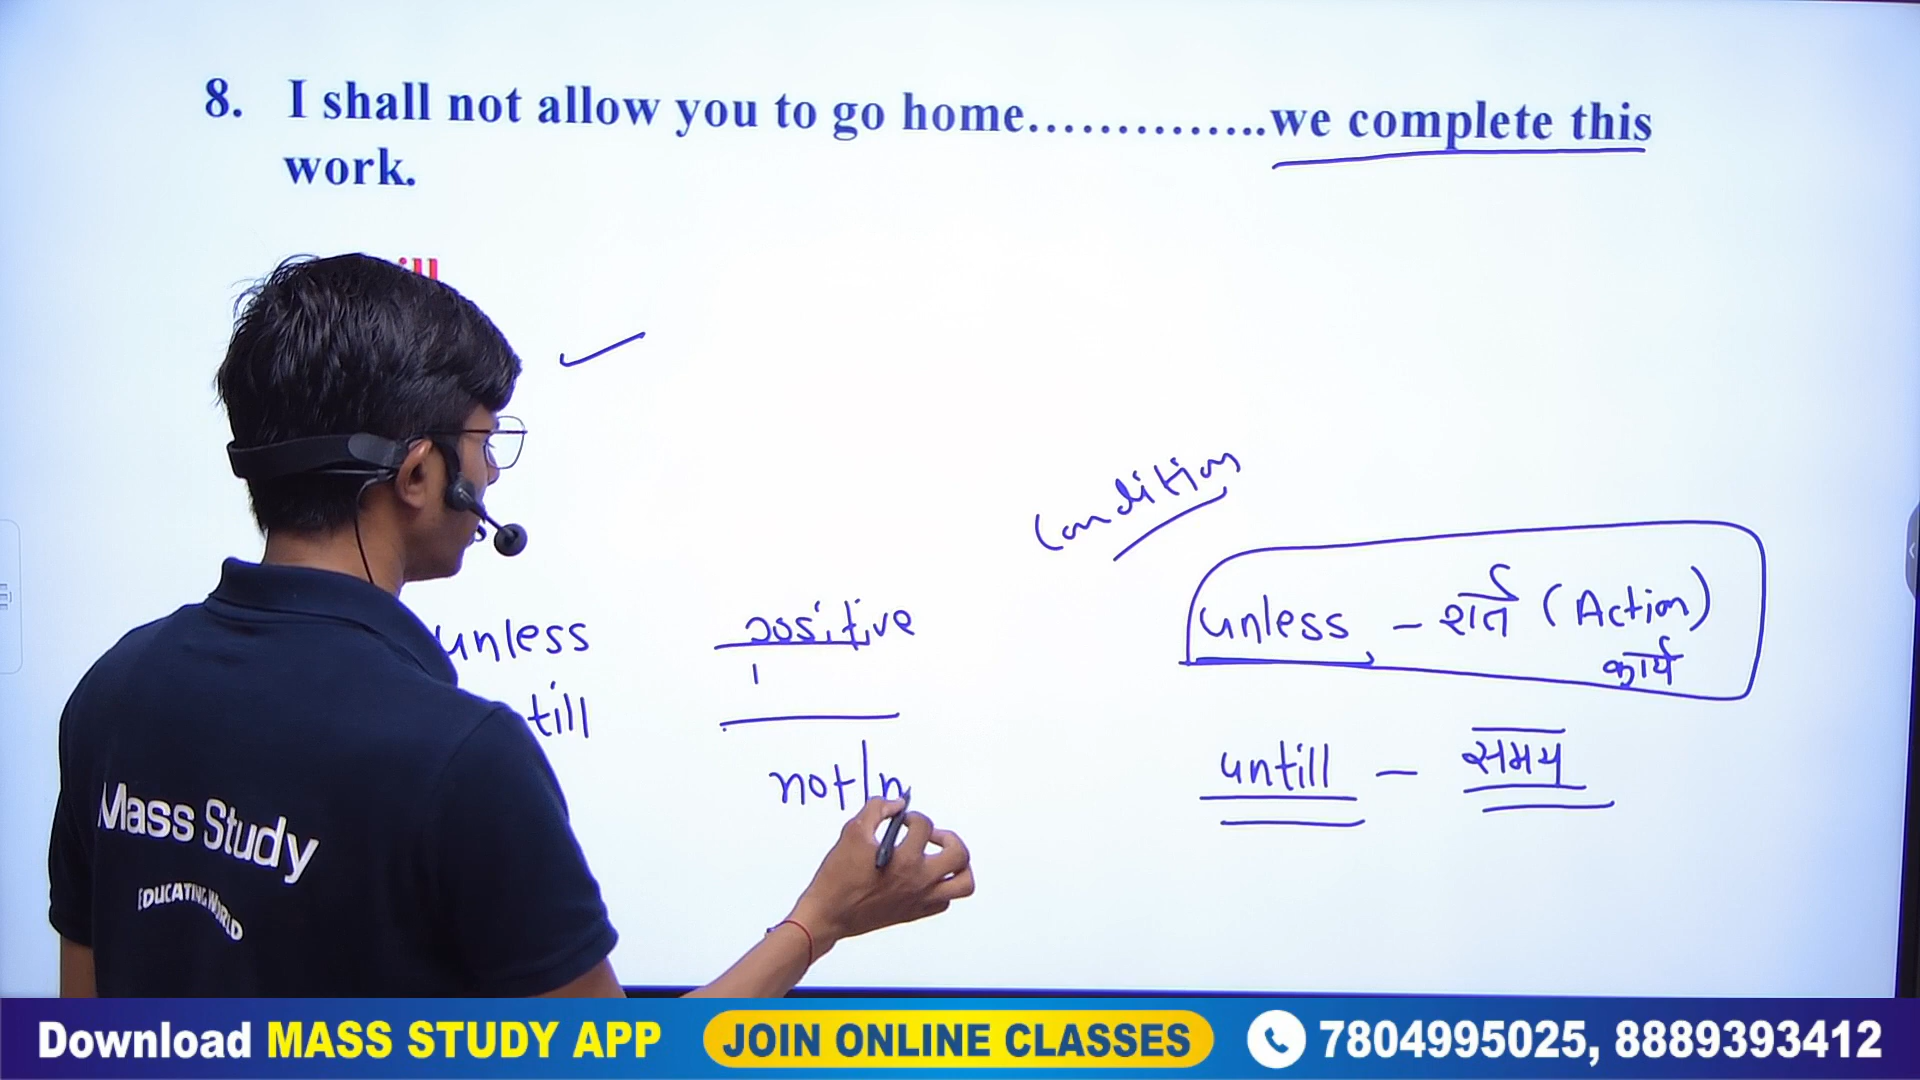 8. I shall not allow you to go home..............we complete this
work.
ill
Condition
unless
positive
unless – शर्त (Action)
कार्य
till
not/n
untill – समय
Mass Study
EDUCATING WORLD
Download MASS STUDY APP JOIN ONLINE CLASSES 7804995025, 8889393412